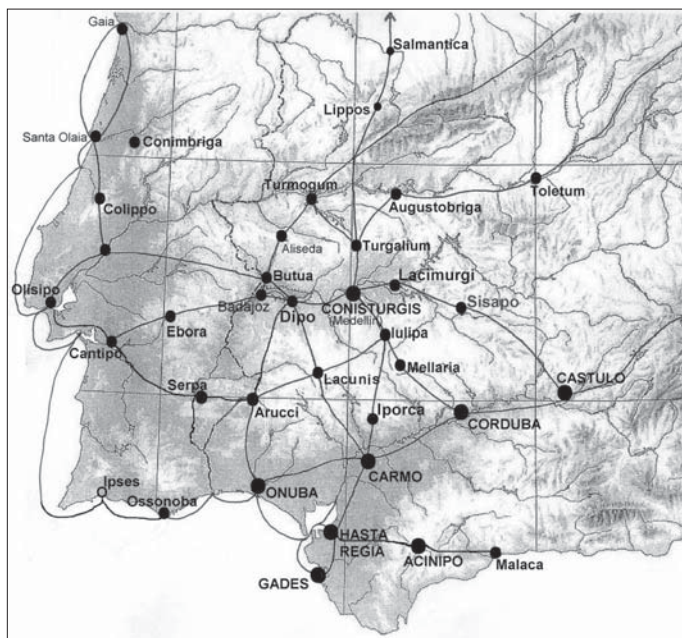 Gaia
Salmantica
Lippos
Santa Olaia
Conimbriga
Turmogum
Toletum
Colippo
Augustobriga
Aliseda
Turgalium
Butua
Lacimurgi
Olisipo
Badajoz
Dipo
CONISTURGIS
(Medellín)
Sisapo
Ebora
Iulipa
Cantipo
Mellaria
Lacunis
CASTULO
Serpa
Arucci
Iporca
CORDUBA
CARMO
Ipses
ONUBA
Ossonoba
HASTA
REGIA
ACINIPO
Malaca
GADES